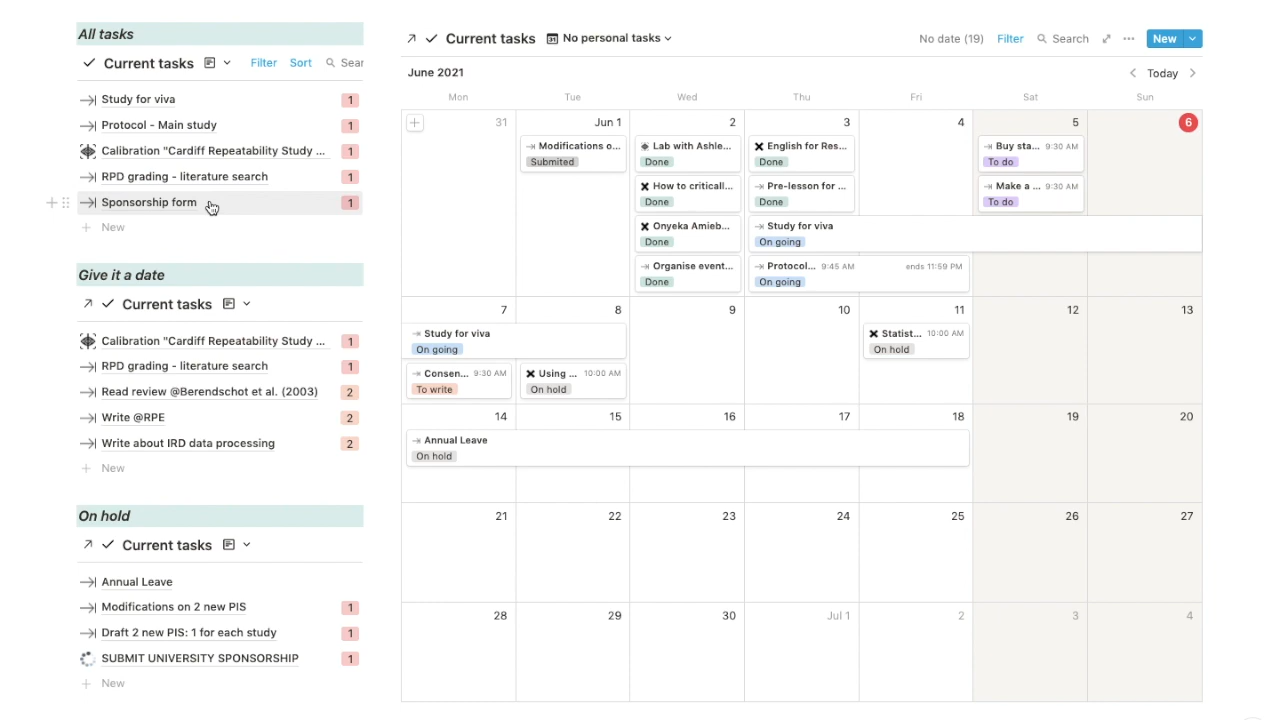 All tasks
Current tasks
Filter
Sort
Sear
Study for viva 1
Protocol - Main study 1
Calibration "Cardiff Repeatability Study ... 1
RPD grading - literature search 1
Sponsorship form 1
New
Give it a date
Current tasks
Calibration "Cardiff Repeatability Study ... 1
RPD grading - literature search 1
Read review @Berendschot et al. (2003) 2
Write @RPE 2
Write about IRD data processing 2
New
On hold
Current tasks
Annual Leave
Modifications on 2 new PIS 1
Draft 2 new PIS: 1 for each study 1
SUBMIT UNIVERSITY SPONSORSHIP 1
New
Current tasks
No personal tasks
No date (19)
Filter
Search
New
June 2021
Today
Mon Tue Wed Thu Fri Sat Sun
31 Jun 1 2 3 4 5 6
Modifications o...
Submited
Lab with Ashle...
Done
How to criticall...
Done
Onyeka Amieb...
Done
Organise event...
Done
English for Res...
Done
Pre-lesson for ...
Done
Study for viva
On going
Protocol... 9:45 AM ends 11:59 PM
On going
Buy sta... 9:30 AM
To do
Make a ... 9:30 AM
To do
7 8 9 10 11 12 13
Study for viva
On going
Consen... 9:30 AM
To write
Using ... 10:00 AM
On hold
Statist... 10:00 AM
On hold
14 15 16 17 18 19 20
Annual Leave
On hold
21 22 23 24 25 26 27
28 29 30 Jul 1 2 3 4